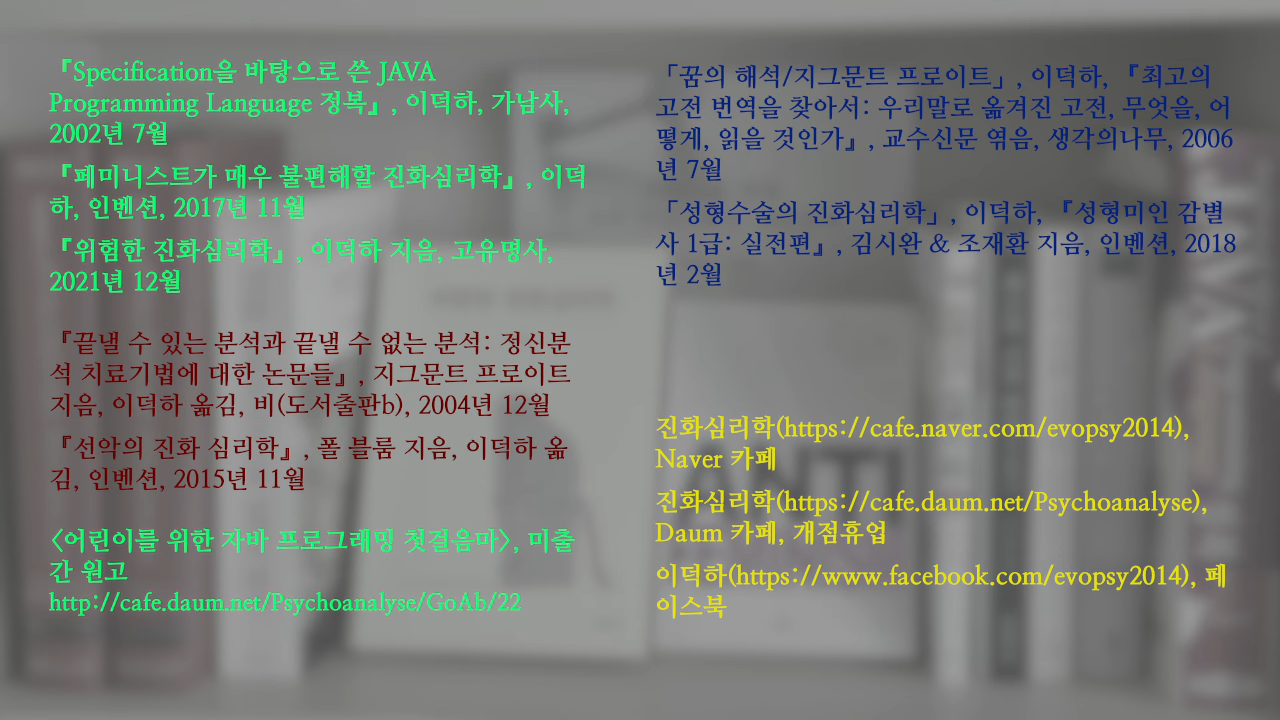 『Specification을 바탕으로 쓴 JAVA
Programming Language 정복』, 이덕하, 가남사,
2002년 7월
『페미니스트가 매우 불편해할 진화심리학』, 이덕
하, 인벤션, 2017년 11월
『위험한 진화심리학』, 이덕하 지음, 고유명사,
2021년 12월
『끝낼 수 있는 분석과 끝낼 수 없는 분석: 정신분
석 치료기법에 대한 논문들』, 지그문트 프로이트
지음, 이덕하 옮김, 비(도서출판b), 2004년 12월
『선악의 진화 심리학』, 폴 블룸 지음, 이덕하 옮
김, 인벤션, 2015년 11월
<어린이를 위한 자바 프로그래밍 첫걸음마>, 미출
간 원고
http://cafe.daum.net/Psychoanalyse/GoAb/22
「꿈의 해석/지그문트 프로이트」, 이덕하, 『최고의
고전 번역을 찾아서: 우리말로 옮겨진 고전, 무엇을, 어
떻게, 읽을 것인가』, 교수신문 엮음, 생각의나무, 2006
년 7월
「성형수술의 진화심리학」, 이덕하, 『성형미인 감별
사 1급: 실전편』, 김시완 & 조재환 지음, 인벤션, 2018
년 2월
진화심리학(https://cafe.naver.com/evopsy2014),
Naver 카페
진화심리학(https://cafe.daum.net/Psychoanalyse),
Daum 카페, 개점휴업
이덕하(https://www.facebook.com/evopsy2014), 페
이스북